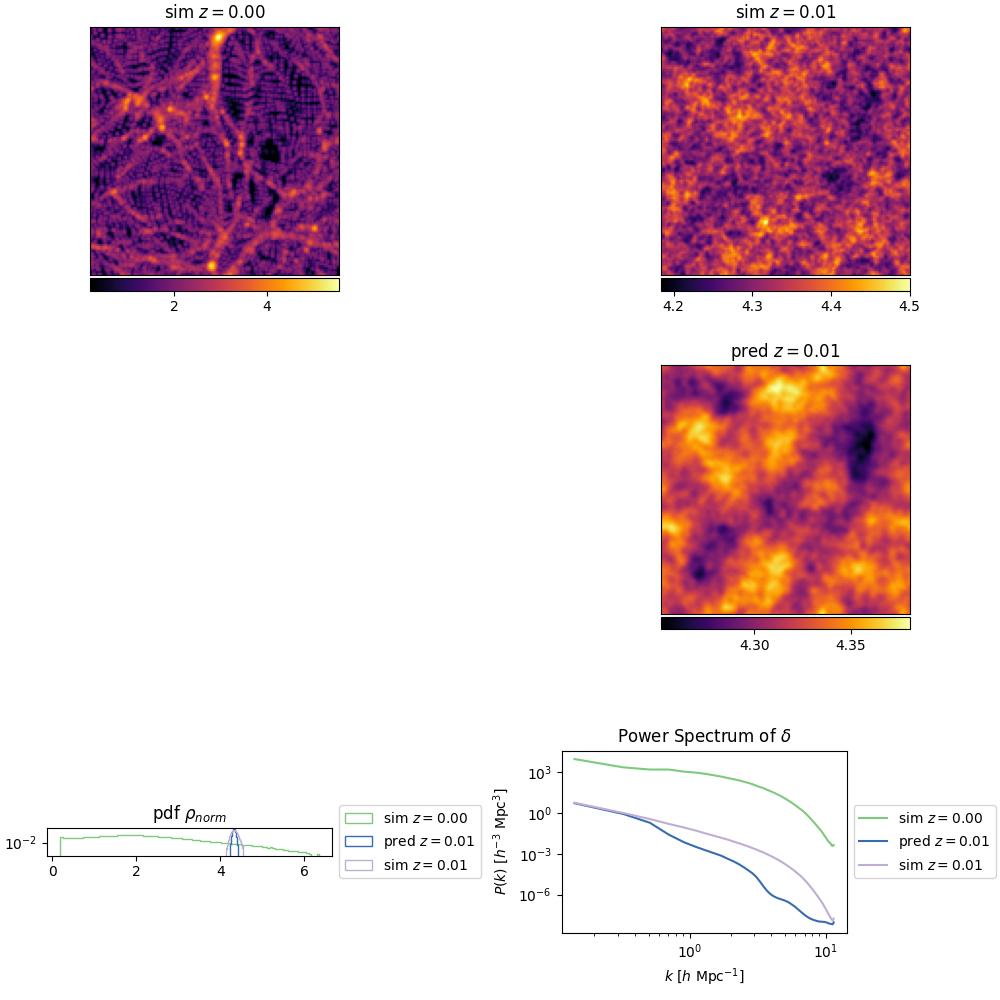 sim z = 0.00
sim z = 0.01
2 4
4.2 4.3 4.4 4.5
pred z = 0.01
4.30 4.35
pdf ρnorm
10⁻²
0 2 4 6
sim z = 0.00
pred z = 0.01
sim z = 0.01
Power Spectrum of δ
P(k) [h⁻³ Mpc³]
10³
10⁰
10⁻³
10⁻⁶
10⁰ 10¹
k [h Mpc⁻¹]
sim z = 0.00
pred z = 0.01
sim z = 0.01